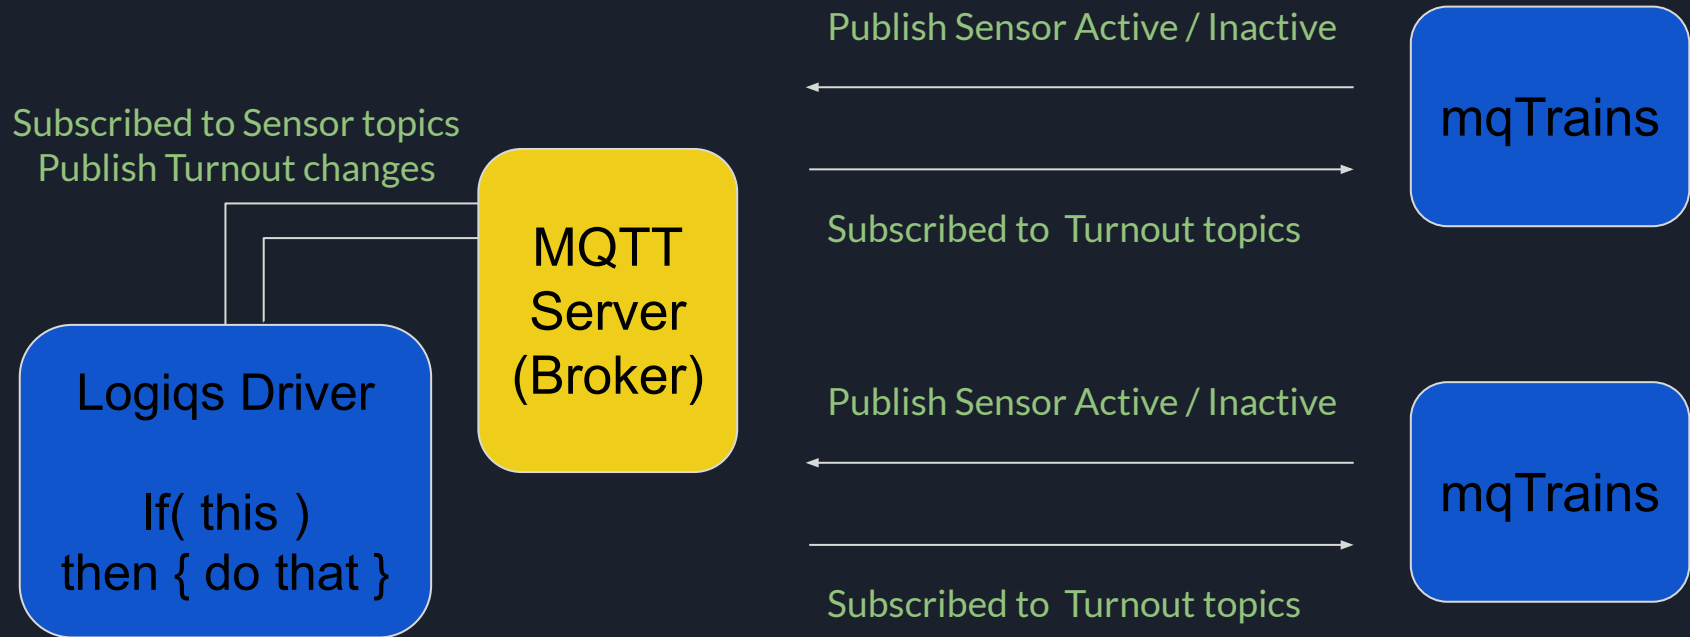 Publish Sensor Active / Inactive
mqTrains
Subscribed to Sensor topics
Publish Turnout changes
MQTT
Server
(Broker)
Subscribed to Turnout topics
Logiqs Driver
If( this )
then { do that }
Publish Sensor Active / Inactive
mqTrains
Subscribed to Turnout topics